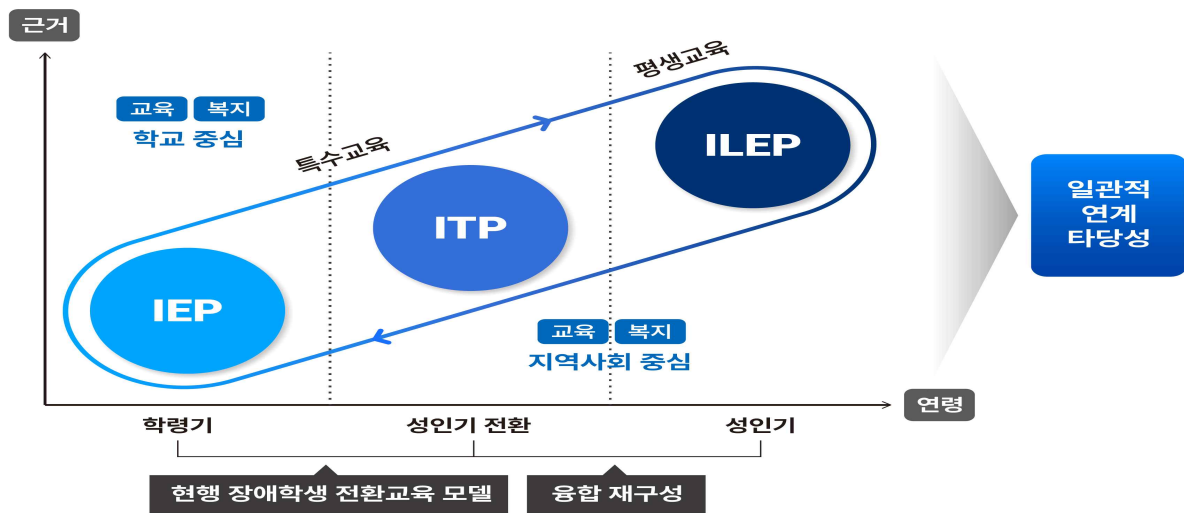 근거
평생교육
교육 복지
학교 중심
특수교육
ILEP
ITP
IEP
일관적
연계
타당성
교육 복지
지역사회 중심
연령
학령기 성인기 전환 성인기
현행 장애학생 전환교육 모델 융합 재구성